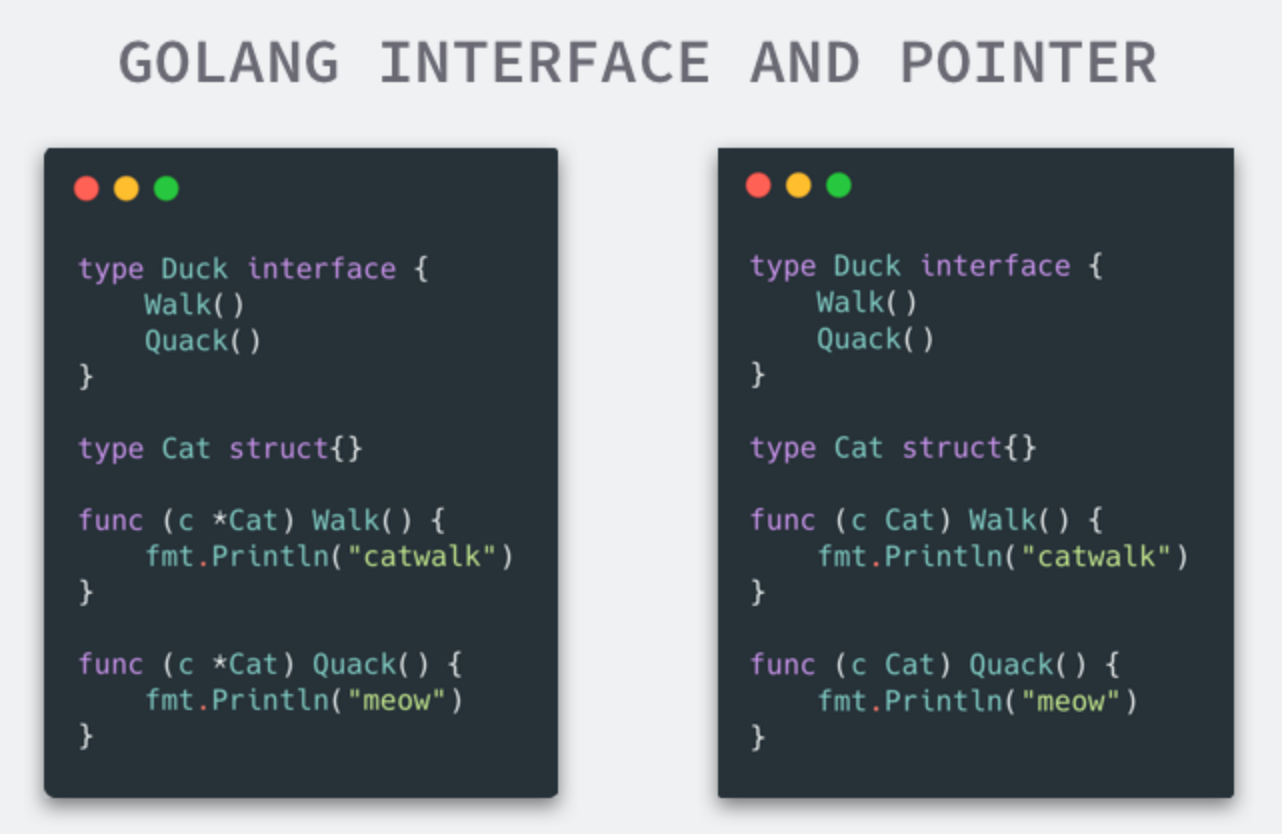 GOLANG INTERFACE AND POINTER
type Duck interface {
    Walk()
    Quack()
}
type Cat struct{}
func (c *Cat) Walk() {
    fmt.Println("catwalk")
}
func (c *Cat) Quack() {
    fmt.Println("meow")
}
type Duck interface {
    Walk()
    Quack()
}
type Cat struct{}
func (c Cat) Walk() {
    fmt.Println("catwalk")
}
func (c Cat) Quack() {
    fmt.Println("meow")
}